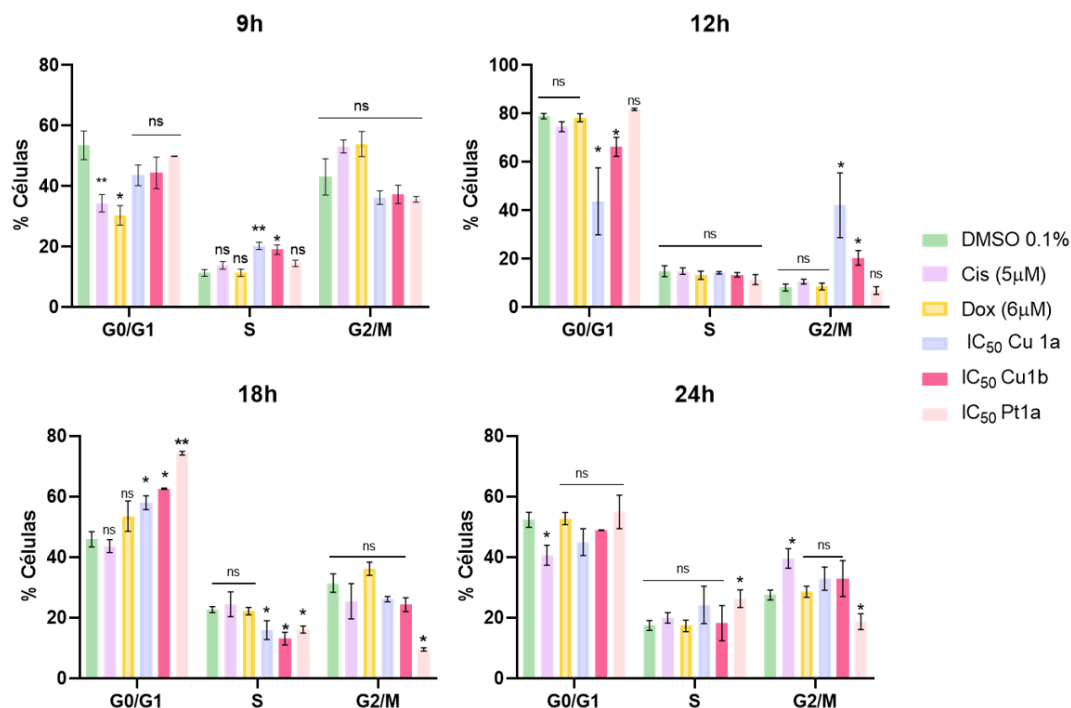 9h
% Células
80
60
40
20
0
ns
** * ns ns ** * ns
G0/G1 S G2/M
ns
12h
% Células
100
80
60
40
20
0
ns
* * ns
ns
ns
* * ns
G0/G1 S G2/M
DMSO 0.1%
Cis (5μM)
Dox (6μM)
IC50 Cu 1a
IC50 Cu1b
IC50 Pt1a
18h
% Células
80
60
40
20
0
ns ns * * **
ns
* * *
ns
*
G0/G1 S G2/M
24h
% Células
80
60
40
20
0
*
ns
ns
*
*
ns
*
G0/G1 S G2/M